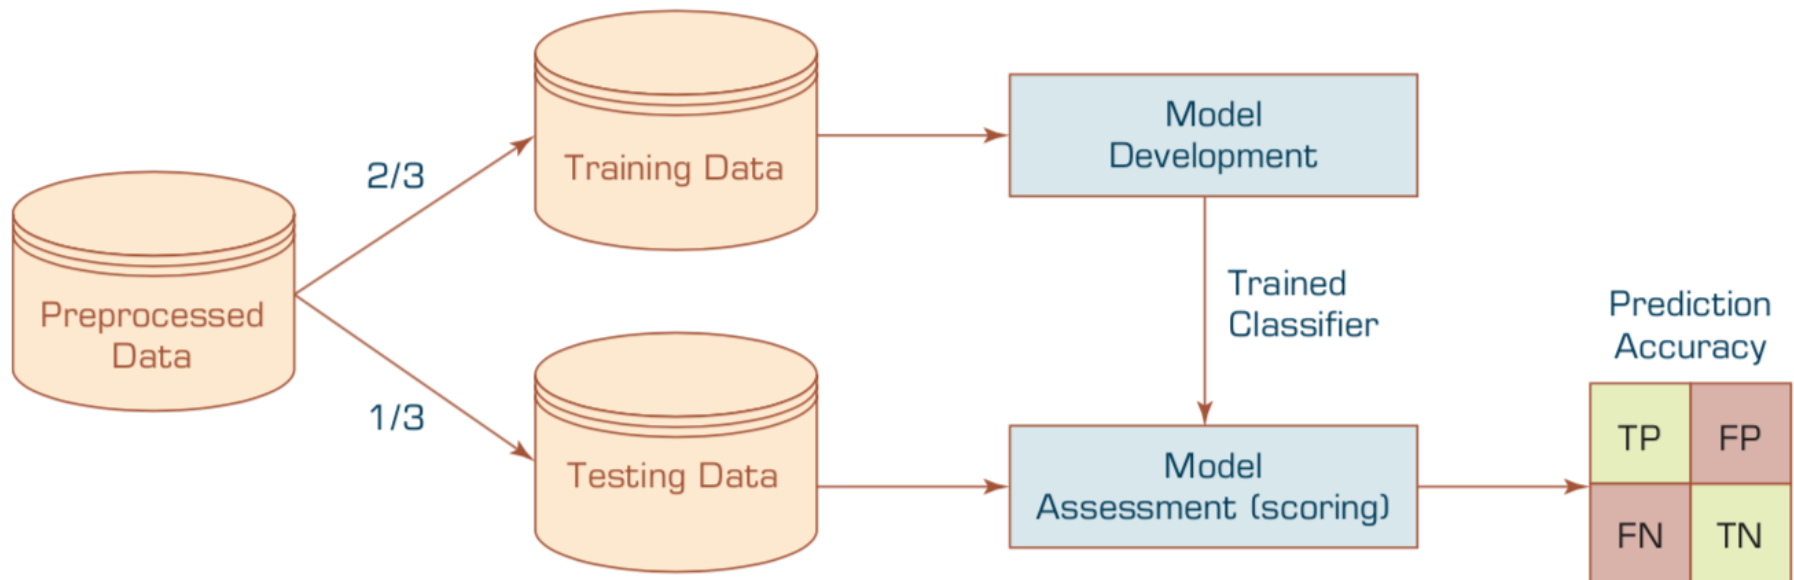 Preprocessed
Data
2/3
1/3
Training Data
Testing Data
Model
Development
Trained
Classifier
Model
Assessment (scoring)
Prediction
Accuracy
TP FP
FN TN